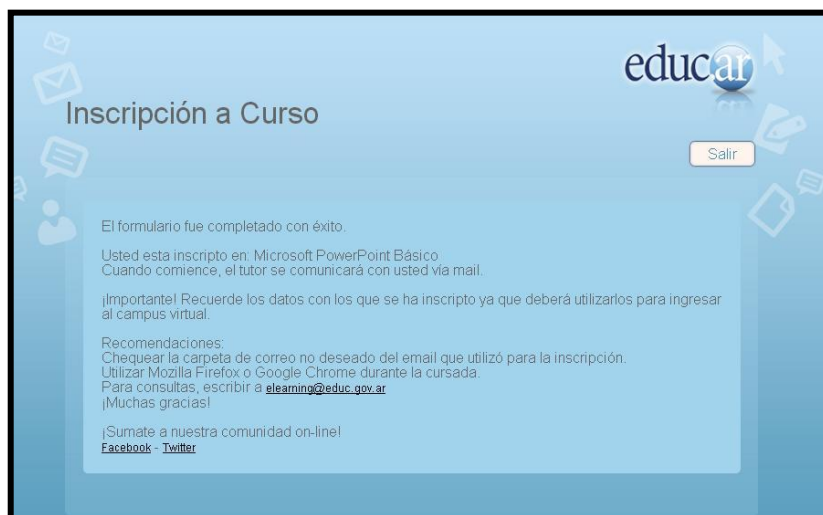 educar
Inscripción a Curso
Salir
El formulario fue completado con éxito.
Usted esta inscripto en: Microsoft PowerPoint Básico
Cuando comience, el tutor se comunicará con usted vía mail.
¡Importante! Recuerde los datos con los que se ha inscripto ya que deberá utilizarlos para ingresar
al campus virtual.
Recomendaciones:
Chequear la carpeta de correo no deseado del email que utilizó para la inscripción.
Utilizar Mozilla Firefox o Google Chrome durante la cursada.
Para consultas, escribir a elearning@educ.gov.ar
¡Muchas gracias!
¡Sumate a nuestra comunidad on-line!
Facebook - Twitter